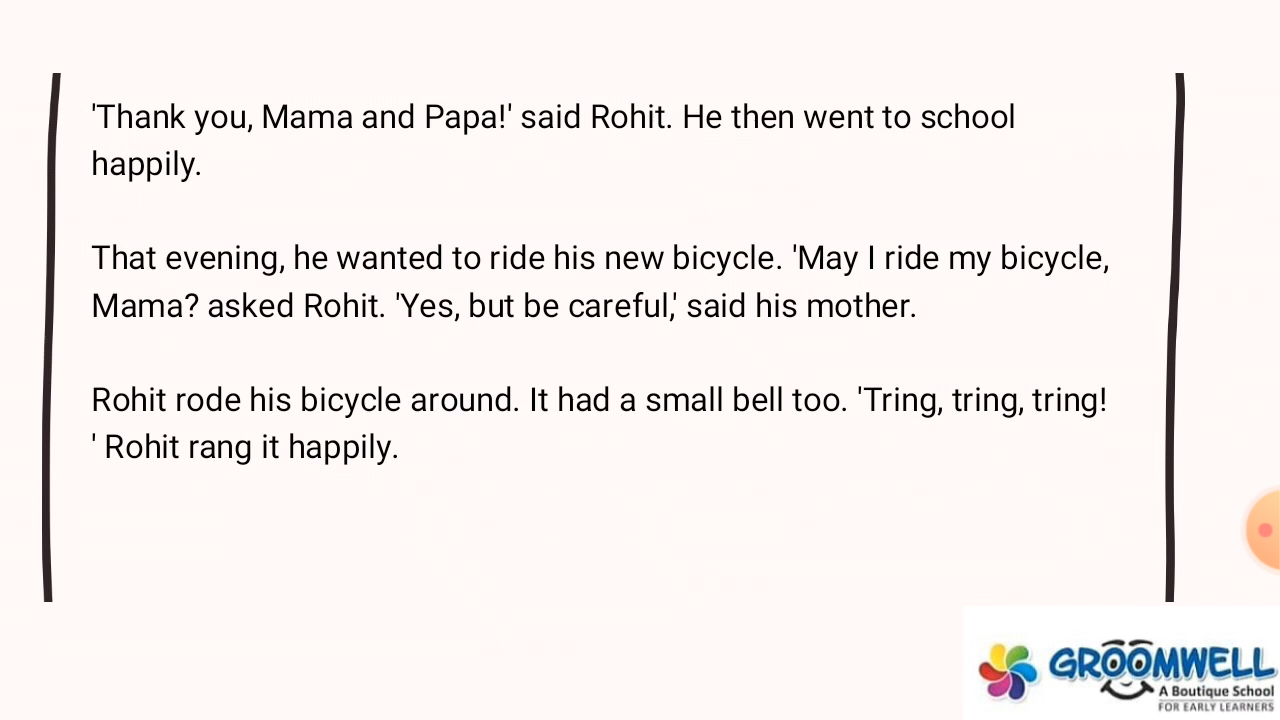 'Thank you, Mama and Papa!' said Rohit. He then went to school
happily.
That evening, he wanted to ride his new bicycle. 'May I ride my bicycle,
Mama? asked Rohit. 'Yes, but be careful,' said his mother.
Rohit rode his bicycle around. It had a small bell too. 'Tring, tring, tring!
' Rohit rang it happily.
GROOMWELL
A Boutique School
FOR EARLY LEARNERS